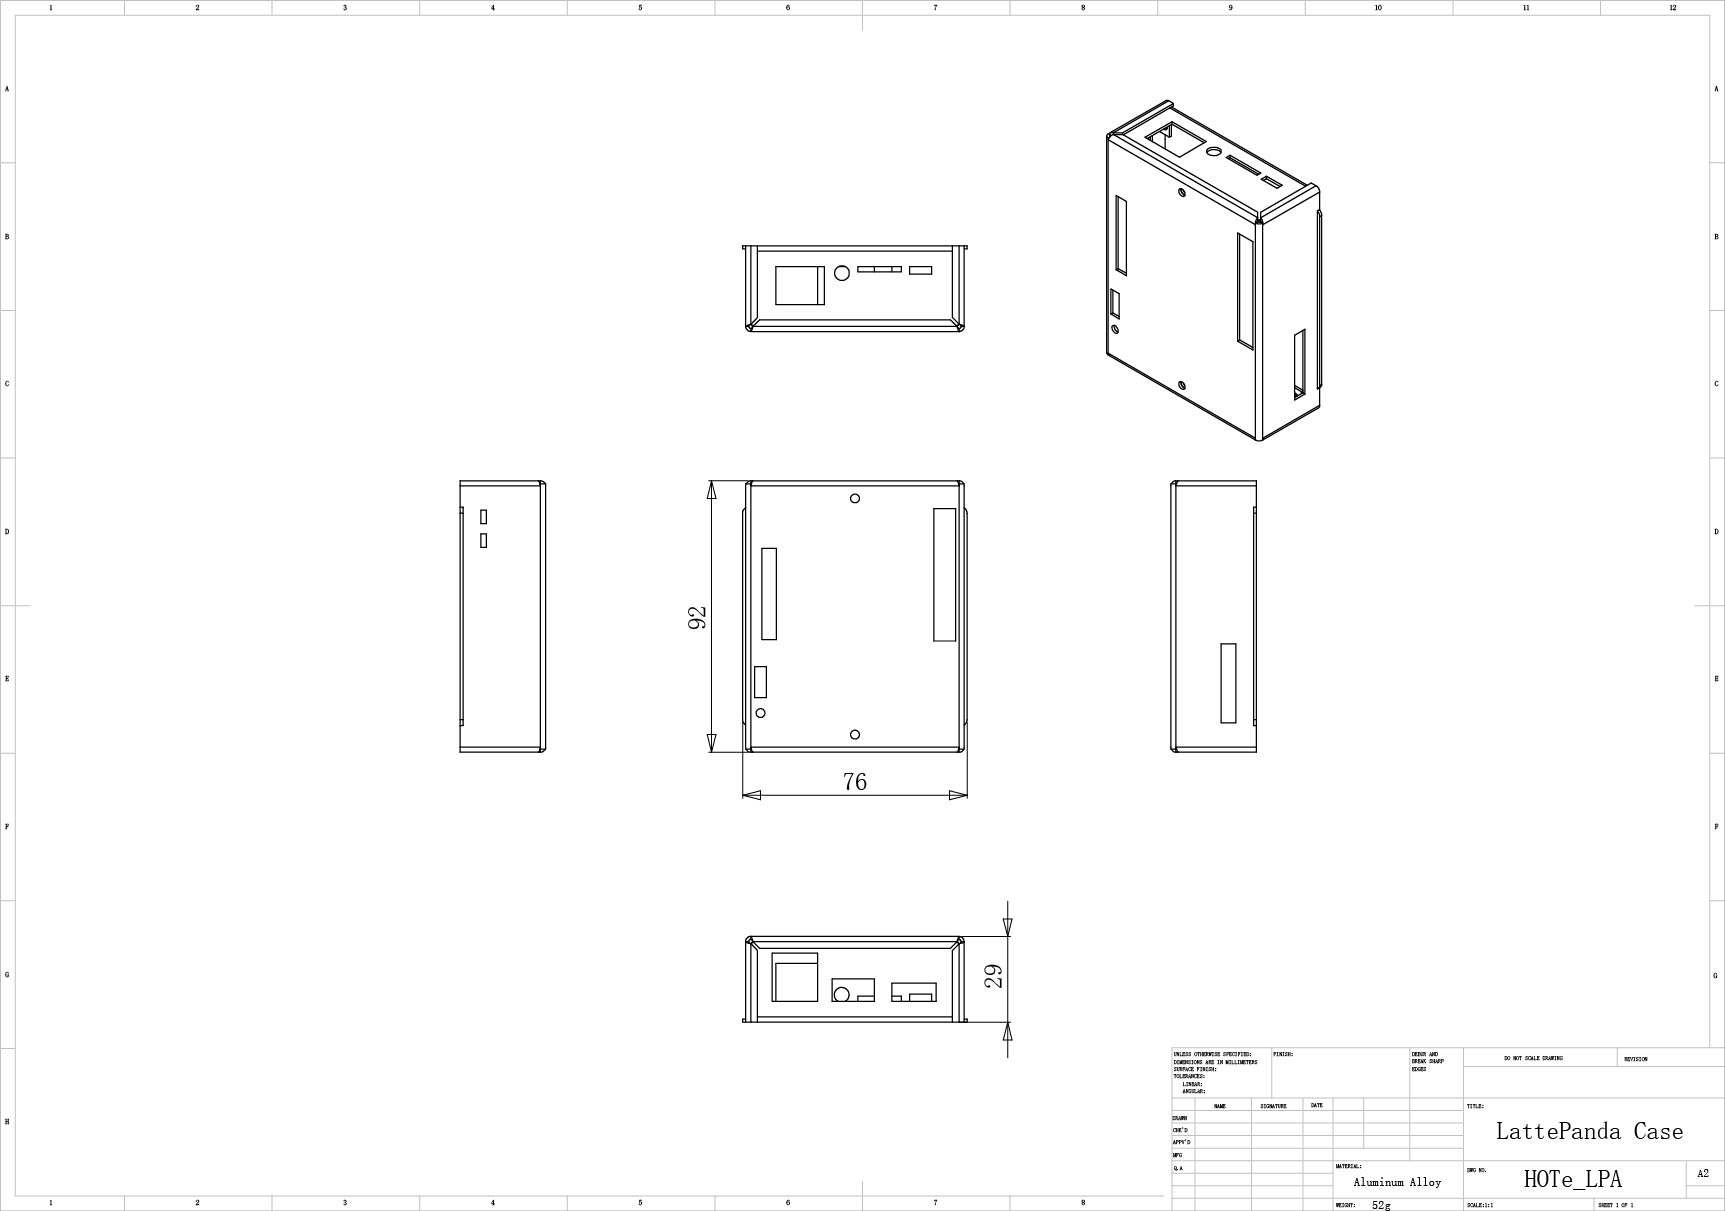 1 2 3 4 5 6 7 8 9 10 11 12
A A
B B
C C
D D
E E
F F
G G
H
92
76
29
UNLESS OTHERWISE SPECIFIED:
DIMENSIONS ARE IN MILLIMETERS
SURFACE FINISH:
TOLERANCES:
LINEAR:
ANGULAR:
FINISH:
DEBUR AND
BREAK SHARP
EDGES
DO NOT SCALE DRAWING
REVISION
NAME SIGNATURE DATE
DRAWN
CHK'D
APPV'D
MFG
Q.A
TITLE:
LattePanda Case
MATERIAL:
Aluminum Alloy
DWG NO.
HOTe_LPA
A2
WEIGHT: 52g
SCALE:1:1
SHEET 1 OF 1
1 2 3 4 5 6 7 8